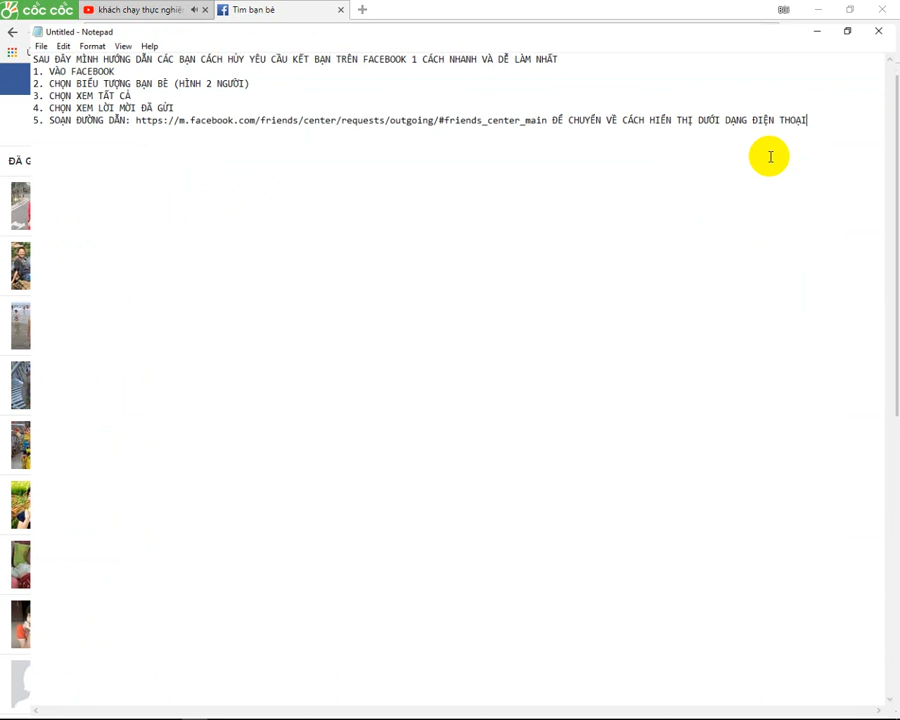 cốc cốc
khách chạy thực nghiệ
Tìm bạn bè
Untitled - Notepad
File Edit Format View Help
SAU ĐÂY MÌNH HƯỚNG DẪN CÁC BẠN CÁCH HỦY YÊU CẦU KẾT BẠN TRÊN FACEBOOK 1 CÁCH NHANH VÀ DỄ LÀM NHẤT
1. VÀO FACEBOOK
2. CHỌN BIỂU TƯỢNG BẠN BÈ (HÌNH 2 NGƯỜI)
3. CHỌN XEM TẤT CẢ
4. CHỌN XEM LỜI MỜI ĐÃ GỬI
5. SOẠN ĐƯỜNG DẪN: https://m.facebook.com/friends/center/requests/outgoing/#friends_center_main ĐỂ CHUYỂN VỀ CÁCH HIỂN THỊ DƯỚI DẠNG ĐIỆN THOẠI
ĐÃ G